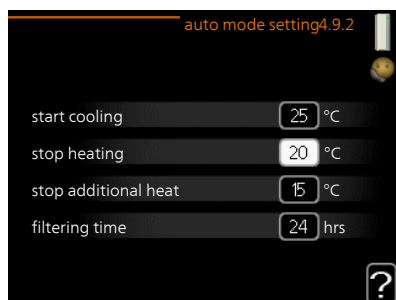 auto mode setting4.9.2
start cooling 25 °C
stop heating 20 °C
stop additional heat 15 °C
filtering time 24 hrs
?